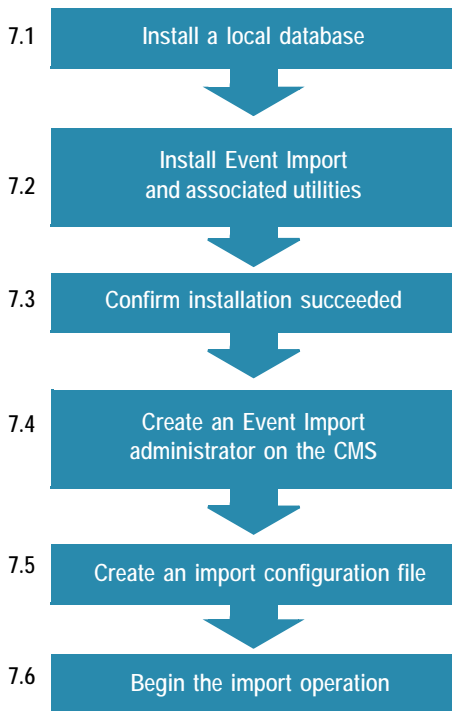 7.1
Install a local database
7.2
Install Event Import
and associated utilities
7.3
Confirm installation succeeded
7.4
Create an Event Import
administrator on the CMS
7.5
Create an import configuration file
7.6
Begin the import operation